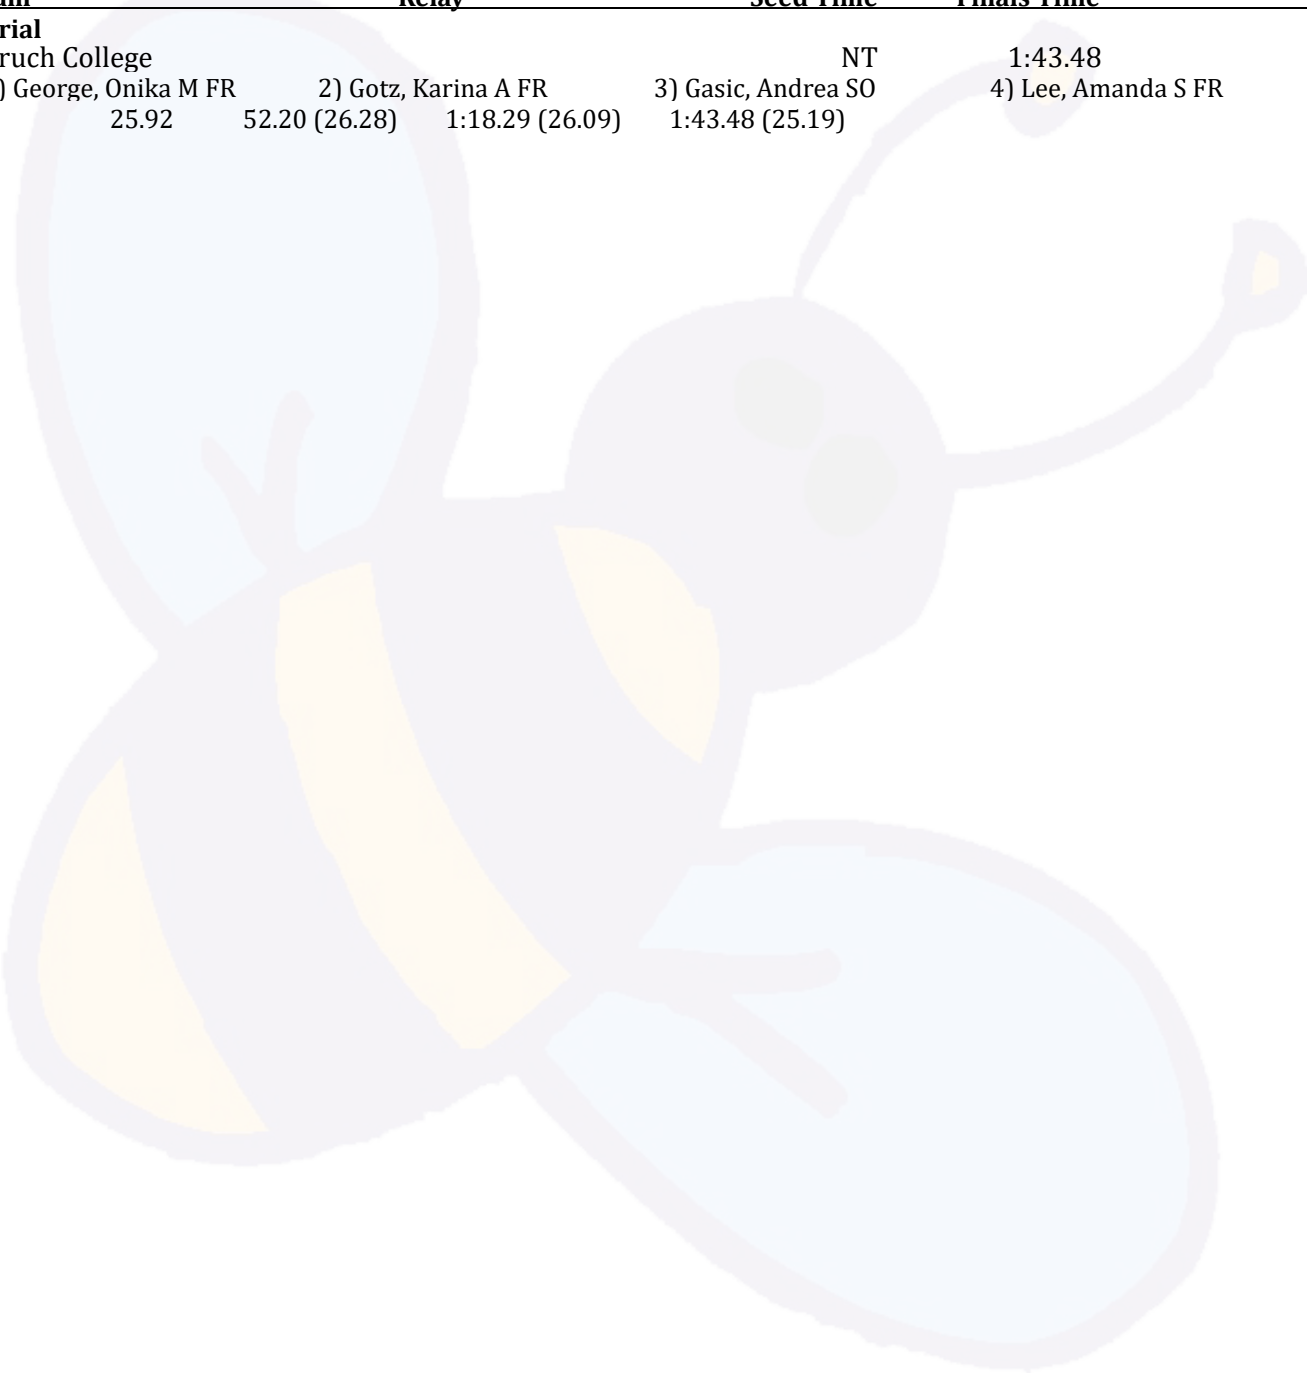 Relay Seed Time Finals Time
rial
ruch College NT 1:43.48
) George, Onika M FR 2) Gotz, Karina A FR 3) Gasic, Andrea SO 4) Lee, Amanda S FR
25.92 52.20 (26.28) 1:18.29 (26.09) 1:43.48 (25.19)